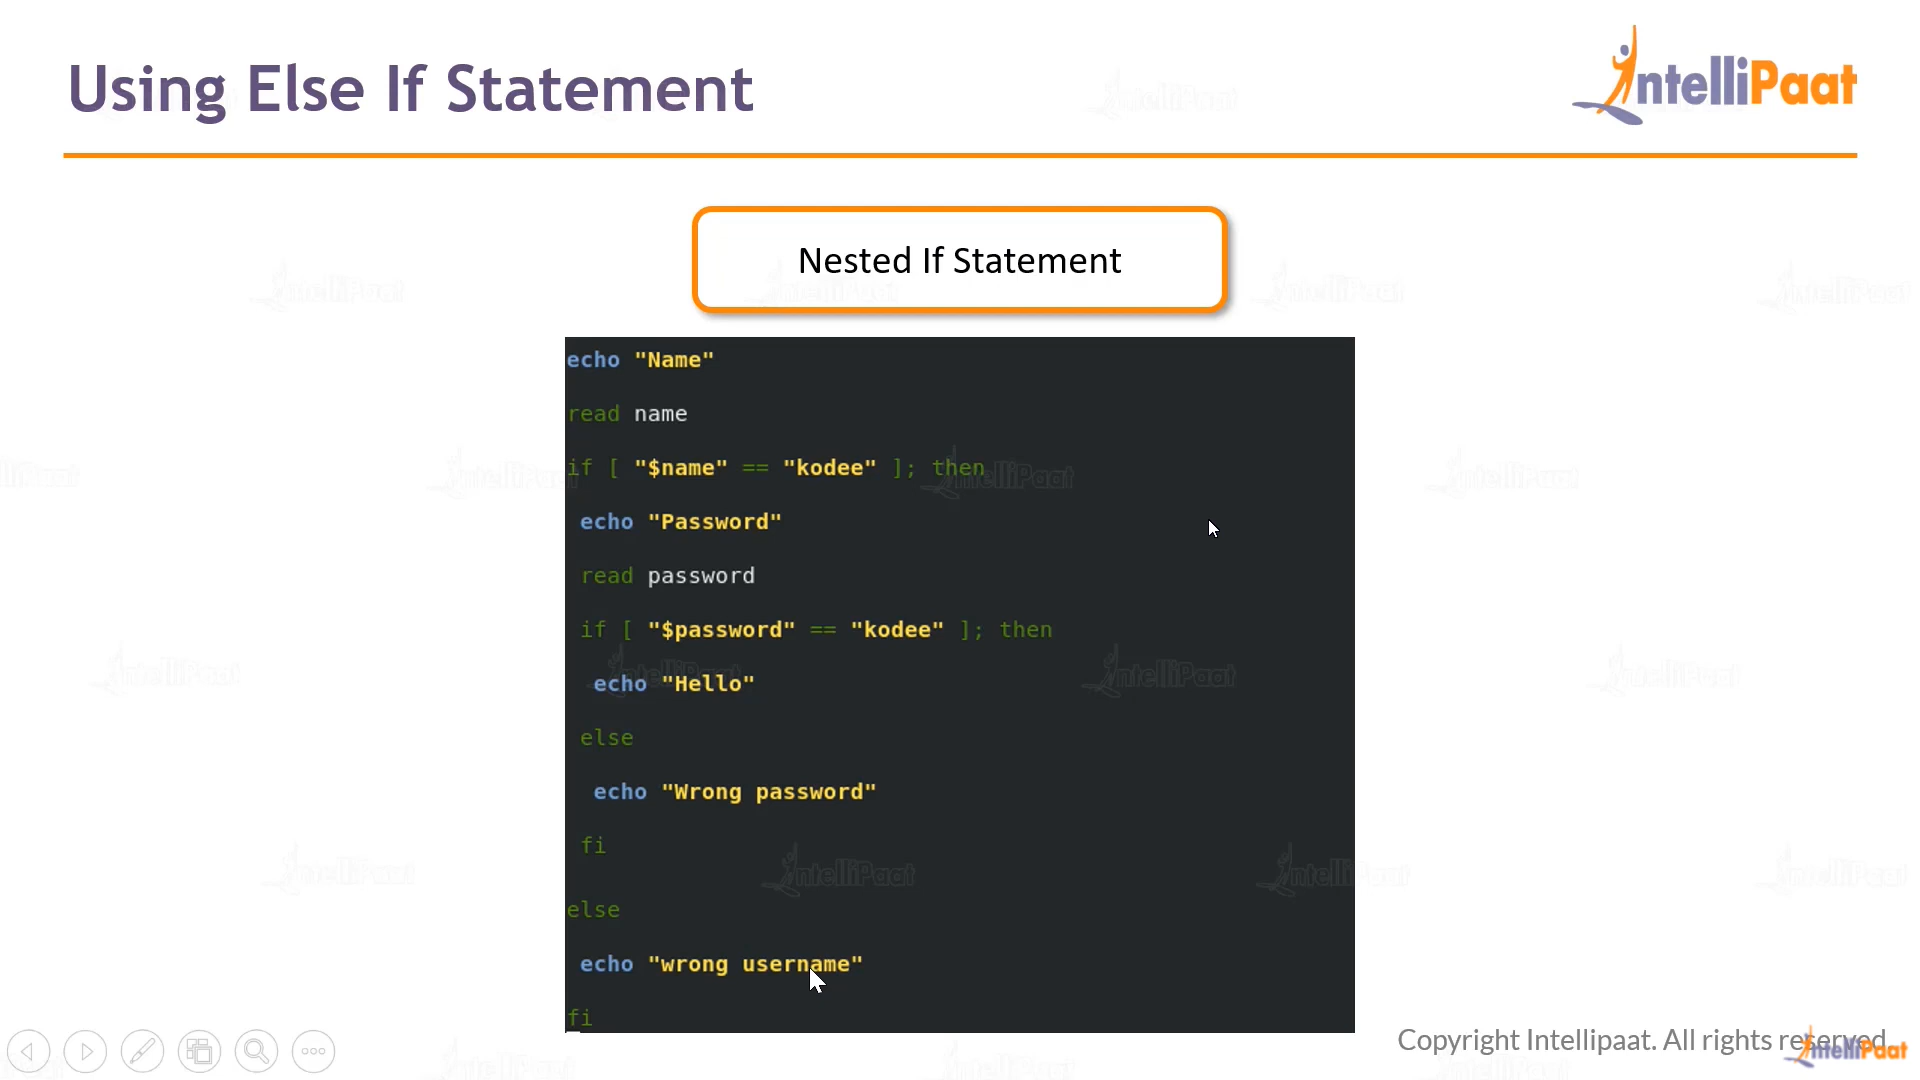 Using Else If Statement
IntelliPaat
Nested If Statement
echo "Name"
read name
if [ "$name" == "kodee" ]; then
echo "Password"
read password
if [ "$password" == "kodee" ]; then
echo "Hello"
else
echo "Wrong password"
fi
else
echo "wrong username"
fi
Copyright Intellipaat. All rights reserved.
IntelliPaat